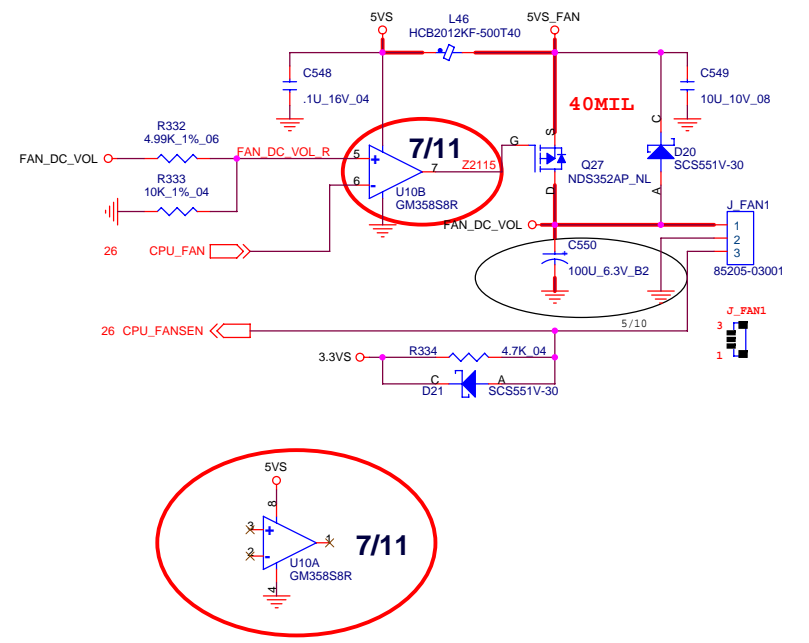 5VS
L46
HCB2012KF-500T40
5VS_FAN
C548
.1U_16V_04
C549
10U_10V_08
40MIL
R332
4.99K_1%_06
FAN_DC_VOL
FAN_DC_VOL_R
5
+
6
-
7/11
7
Z2115
U10B
GM358S8R
R333
10K_1%_04
26 CPU_FAN
G
S
D
Q27
NDS352AP_NL
C
D20
SCS551V-30
A
FAN_DC_VOL
J_FAN1
1
2
3
85205-03001
C550
+
100U_6.3V_B2
5/10
J_FAN1
3
1
26 CPU_FANSEN
3.3VS
R334
4.7K_04
C
A
D21
SCS551V-30
5VS
8
3
+
2
-
1
7/11
U10A
GM358S8R
4